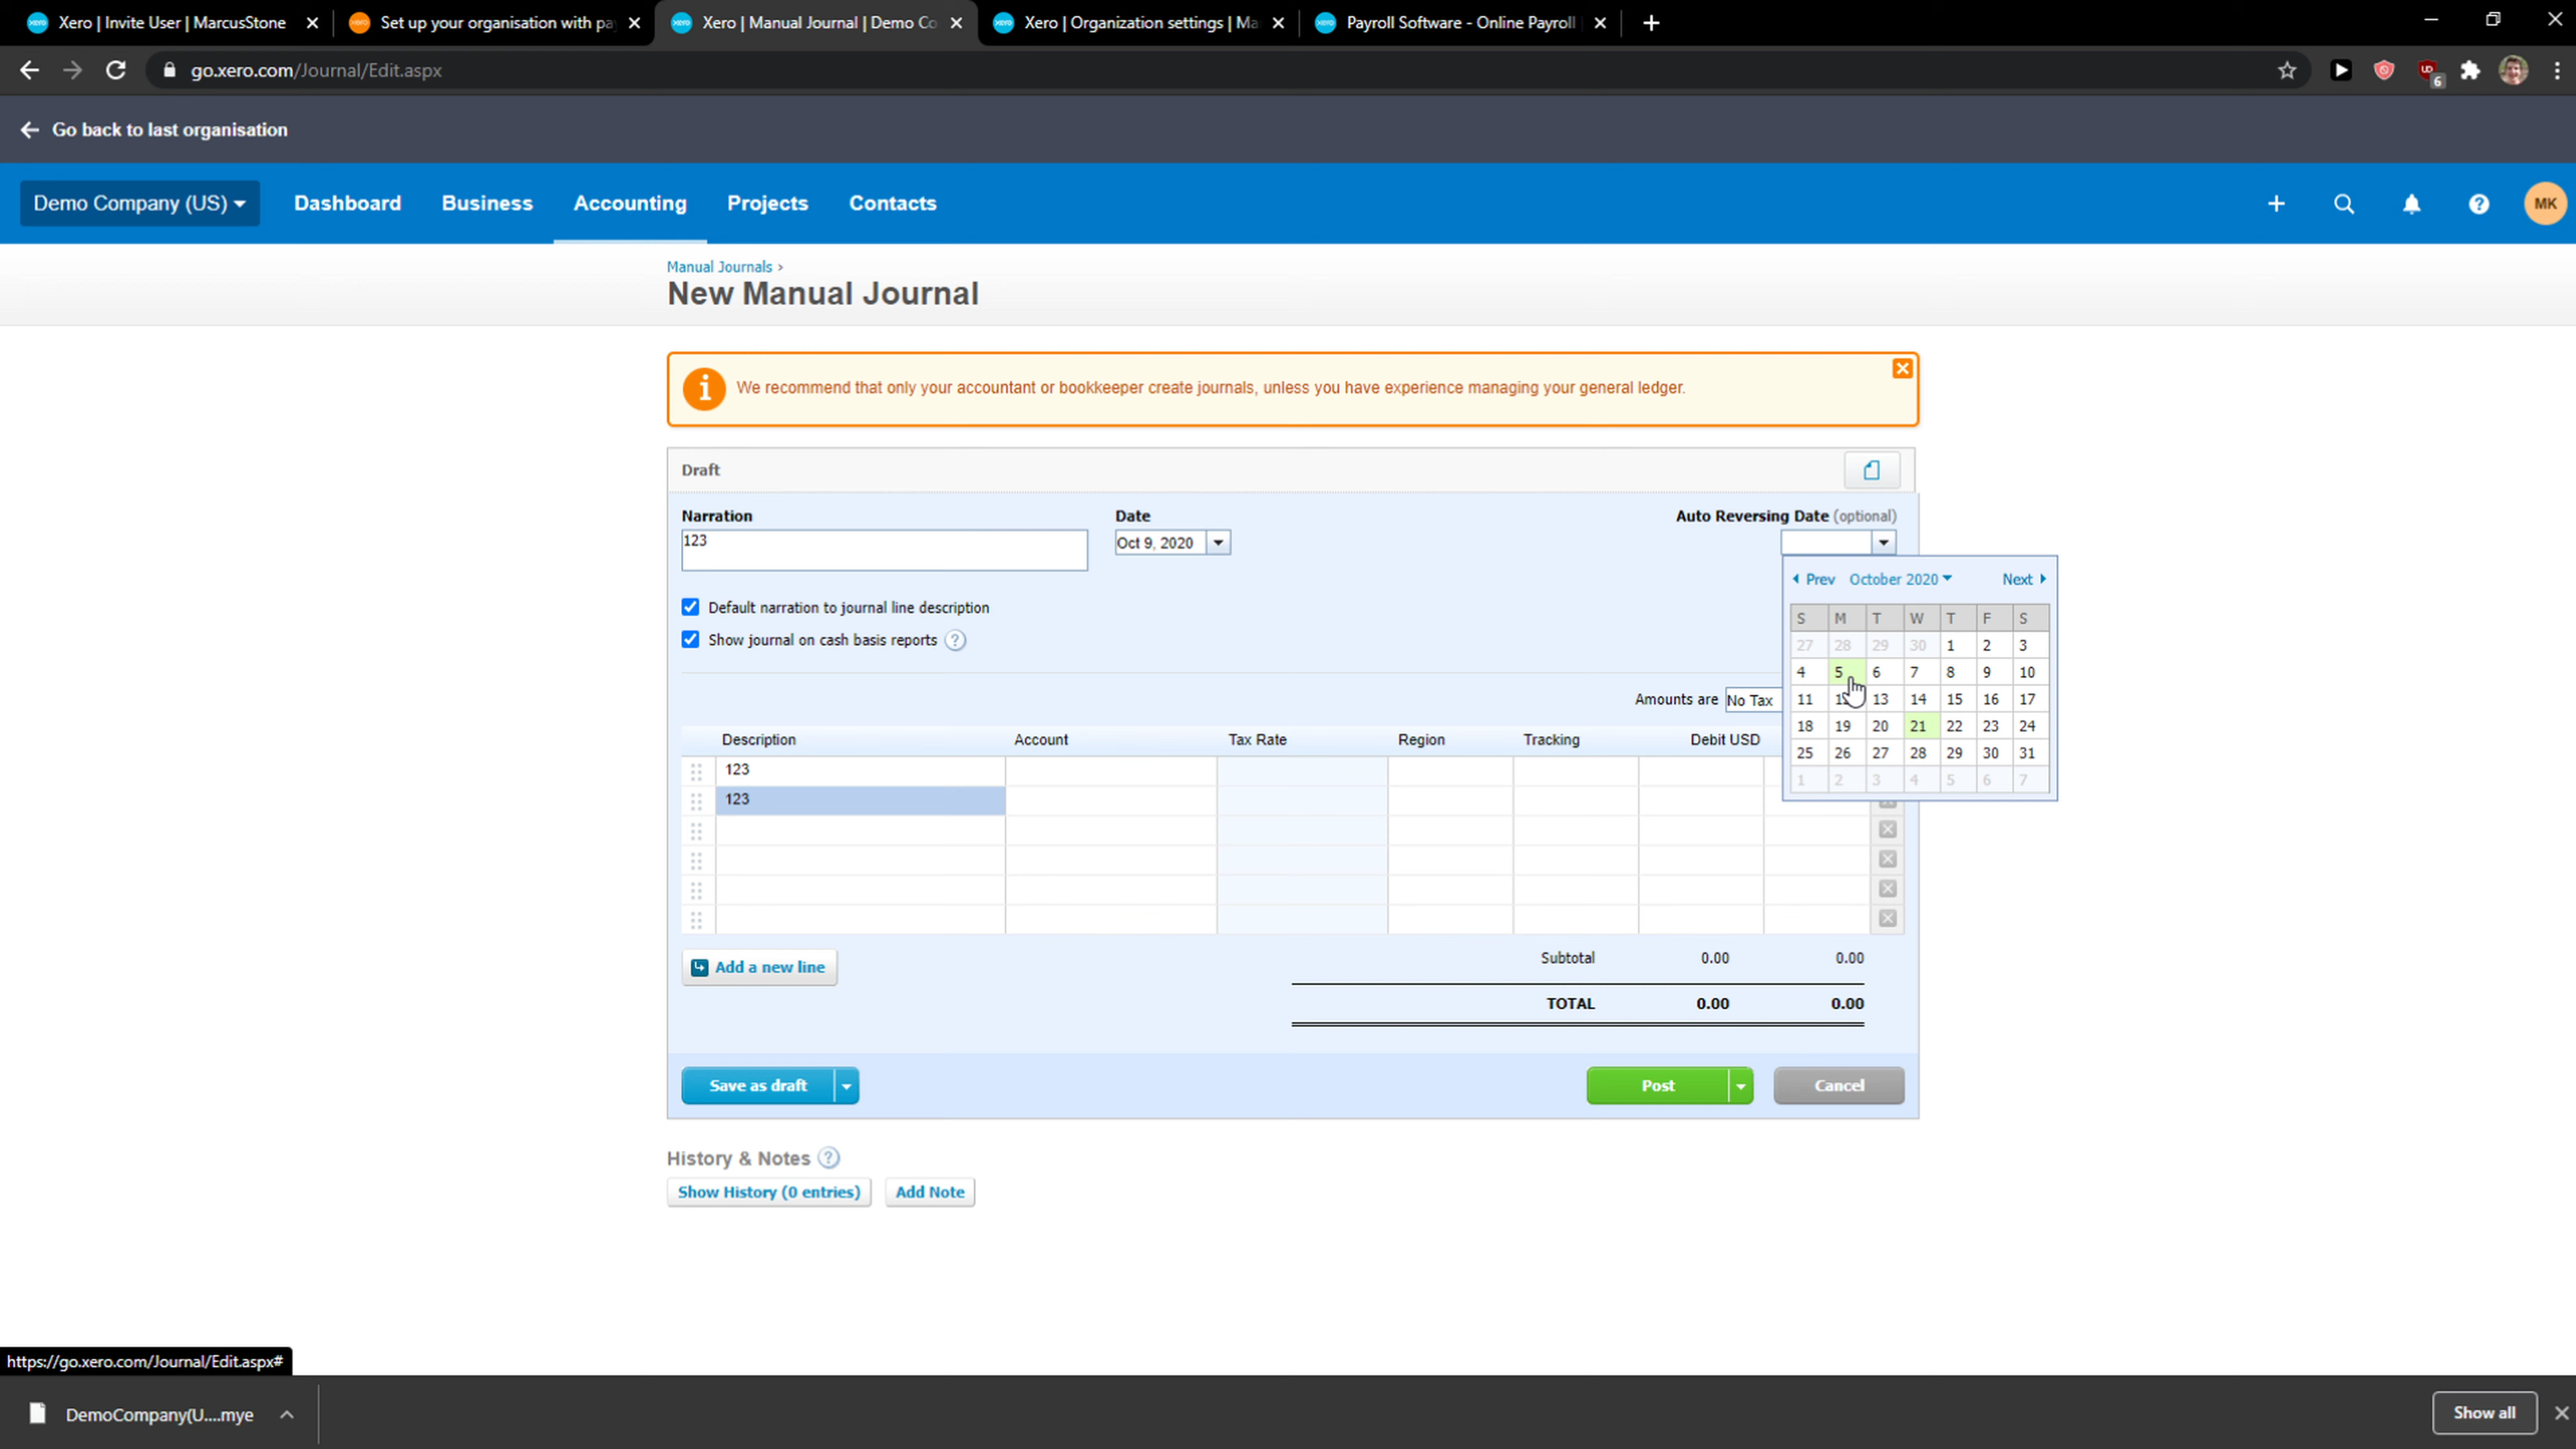 Xero | Invite User | MarcusStone
Set up your organisation with pay
Xero | Manual Journal | Demo Co
Xero | Organization settings | Ma
Payroll Software - Online Payroll
go.xero.com/Journal/Edit.aspx
6
Go back to last organisation
Demo Company (US)
Dashboard
Business
Accounting
Projects
Contacts
MK
Manual Journals ›
New Manual Journal
We recommend that only your accountant or bookkeeper create journals, unless you have experience managing your general ledger.
Draft
Narration
Date
Auto Reversing Date (optional)
123
Oct 9, 2020
Prev October 2020 Next
S M T W T F S
27 28 29 30 1 2 3
4 5 6 7 8 9 10
11 12 13 14 15 16 17
18 19 20 21 22 23 24
25 26 27 28 29 30 31
1 2 3 4 5 6 7
Default narration to journal line description
Show journal on cash basis reports ?
Amounts are No Tax
Description Account Tax Rate Region Tracking Debit USD
123
123
Add a new line
Subtotal 0.00 0.00
TOTAL 0.00 0.00
Save as draft
Post
Cancel
History & Notes ?
Show History (0 entries)
Add Note
https://go.xero.com/Journal/Edit.aspx#
DemoCompany(U....mye
Show all